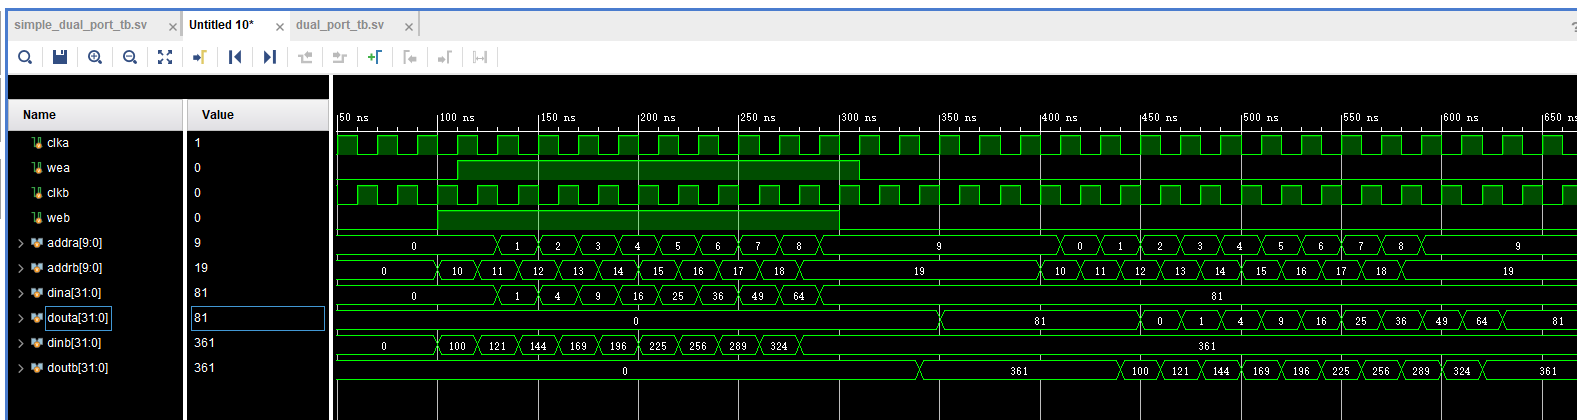 simple_dual_port_tb.sv × Untitled 10* × dual_port_tb.sv ×
?
Name Value
50 ns 100 ns 150 ns 200 ns 250 ns 300 ns 350 ns 400 ns 450 ns 500 ns 550 ns 600 ns 650 ns
clka 1
wea 0
clkb 0
web 0
addra[9:0] 9 0 1 2 3 4 5 6 7 8 9 0 1 2 3 4 5 6 7 8 9
addrb[9:0] 19 0 10 11 12 13 14 15 16 17 18 19 10 11 12 13 14 15 16 17 18 19
dina[31:0] 81 0 1 4 9 16 25 36 49 64 81
douta[31:0] 81 0 81 0 1 4 9 16 25 36 49 64 81
dinb[31:0] 361 0 100 121 144 169 196 225 256 289 324 361
doutb[31:0] 361 0 361 100 121 144 169 196 225 256 289 324 361